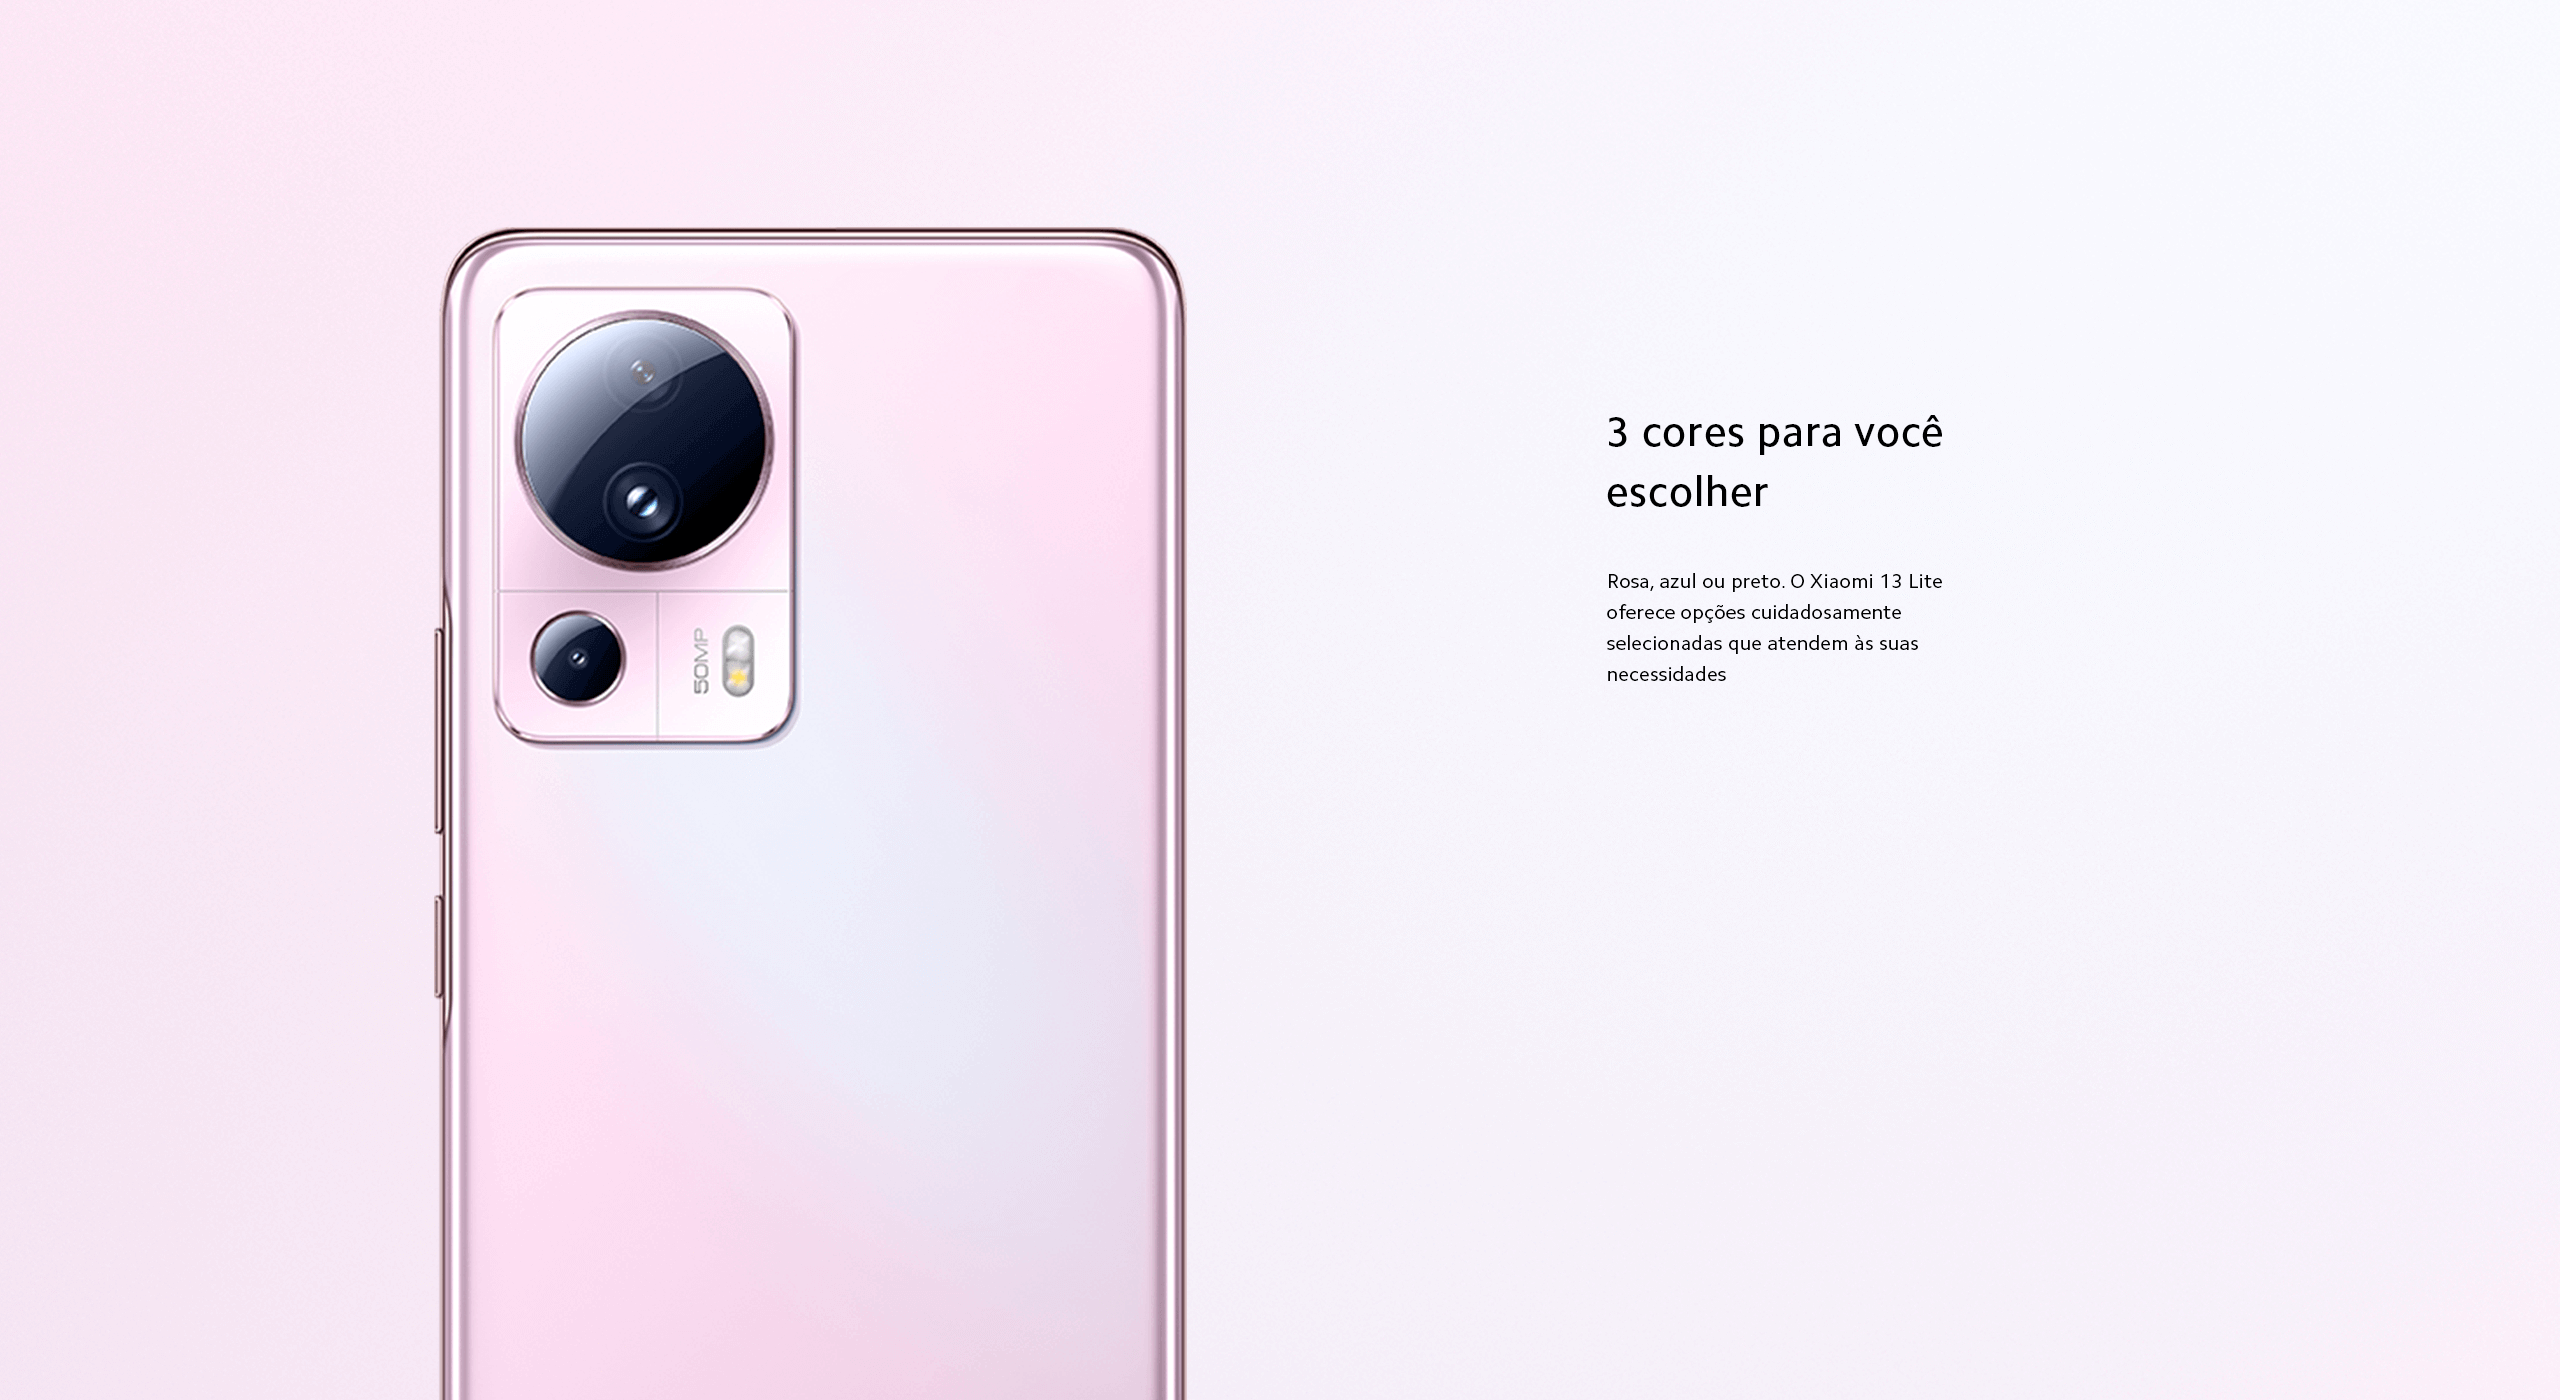 50MP
3 cores para você
escolher
Rosa, azul ou preto. O Xiaomi 13 Lite
oferece opções cuidadosamente
selecionadas que atendem às suas
necessidades